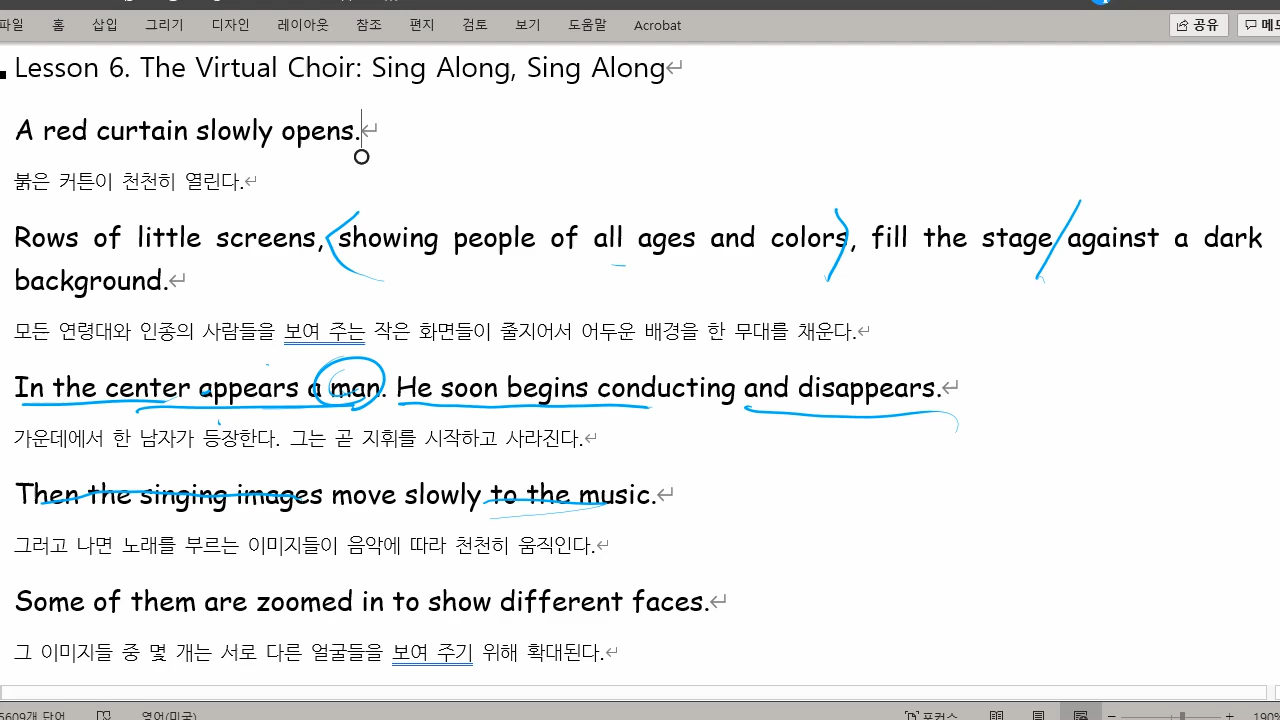 파일 홈 삽입 그리기 디자인 레이아웃 참조 편지 검토 보기 도움말 Acrobat 공유
Lesson 6. The Virtual Choir: Sing Along, Sing Along
A red curtain slowly opens.
붉은 커튼이 천천히 열린다.
Rows of little screens, showing people of all ages and colors, fill the stage against a dark
background.
모든 연령대와 인종의 사람들을 보여 주는 작은 화면들이 줄지어서 어두운 배경을 한 무대를 채운다.
In the center appears a man. He soon begins conducting and disappears.
가운데에서 한 남자가 등장한다. 그는 곧 지휘를 시작하고 사라진다.
Then the singing images move slowly to the music.
그러고 나면 노래를 부르는 이미지들이 음악에 따라 천천히 움직인다.
Some of them are zoomed in to show different faces.
그 이미지들 중 몇 개는 서로 다른 얼굴들을 보여 주기 위해 확대된다.
5609개 단어 영어(미국) 포커스